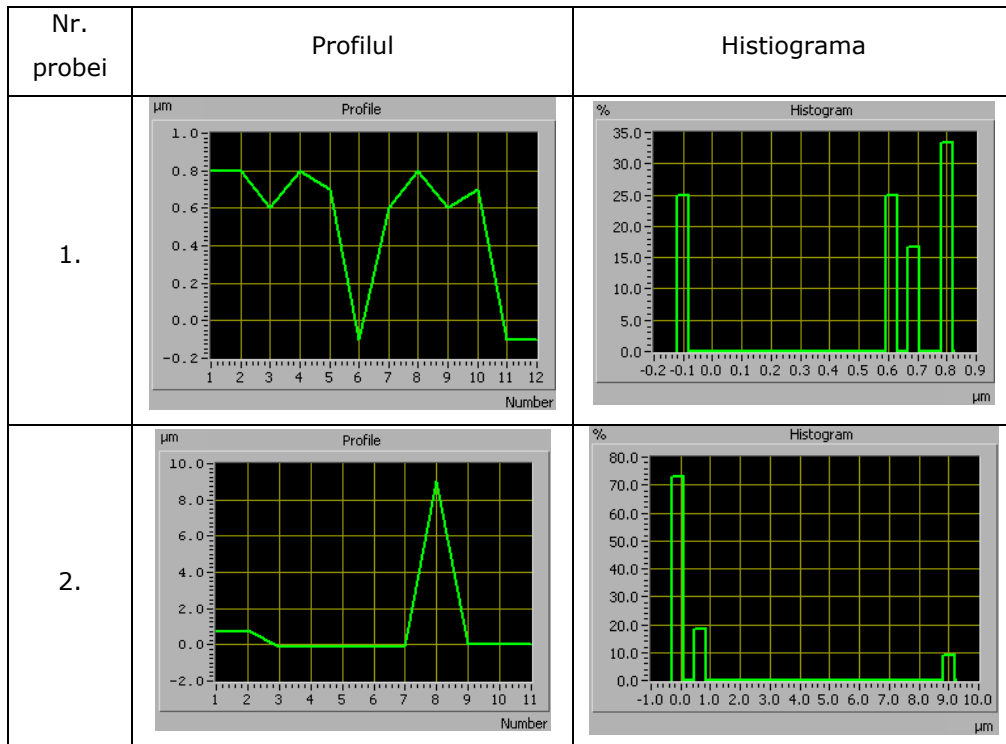 Nr.
probei
Profilul
Histiograma
1.
µm
Profile
1.0
0.8
0.6
0.4
0.2
0.0
-0.2
1 2 3 4 5 6 7 8 9 10 11 12
Number
%
Histogram
35.0
30.0
25.0
20.0
15.0
10.0
5.0
0.0
-0.2 -0.1 0.0 0.1 0.2 0.3 0.4 0.5 0.6 0.7 0.8 0.9
µm
2.
µm
Profile
10.0
8.0
6.0
4.0
2.0
0.0
-2.0
1 2 3 4 5 6 7 8 9 10 11
Number
%
Histogram
80.0
70.0
60.0
50.0
40.0
30.0
20.0
10.0
0.0
-1.0 0.0 1.0 2.0 3.0 4.0 5.0 6.0 7.0 8.0 9.0 10.0
µm